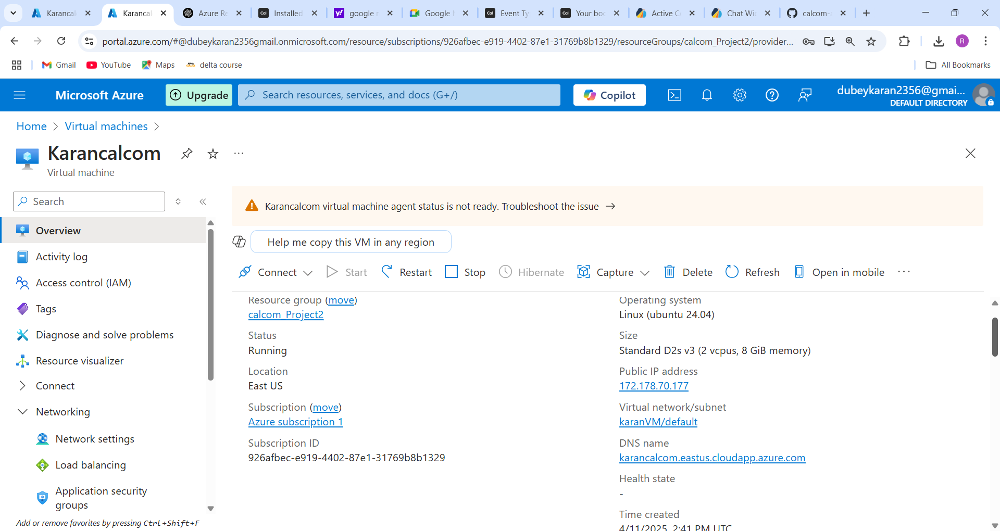 Karancal
Karancal
Azure Re
Installed
google r
Google
Event Ty
Your boo
Active C
Chat Wid
calcom-
portal.azure.com/#@dubeykaran2356gmail.onmicrosoft.com/resource/subscriptions/926afbec-e919-4402-87e1-31769b8b1329/resourceGroups/calcom_Project2/provider...
R
Gmail
YouTube
Maps
delta course
All Bookmarks
Microsoft Azure
Upgrade
Search resources, services, and docs (G+/)
Copilot
dubeykaran2356@gmai...
DEFAULT DIRECTORY
Home > Virtual machines >
Karancalcom
Virtual machine
Search
Overview
Activity log
Access control (IAM)
Tags
Diagnose and solve problems
Resource visualizer
Connect
Networking
Network settings
Load balancing
Application security
groups
Add or remove favorites by pressing Ctrl+Shift+F
Karancalcom virtual machine agent status is not ready. Troubleshoot the issue →
Help me copy this VM in any region
Connect
Start
Restart
Stop
Hibernate
Capture
Delete
Refresh
Open in mobile
Resource group (move)
calcom_Project2
Status
Running
Location
East US
Subscription (move)
Azure subscription 1
Subscription ID
926afbec-e919-4402-87e1-31769b8b1329
Operating system
Linux (ubuntu 24.04)
Size
Standard D2s v3 (2 vcpus, 8 GiB memory)
Public IP address
172.178.70.177
Virtual network/subnet
karanVM/default
DNS name
karancalcom.eastus.cloudapp.azure.com
Health state
-
Time created
4/11/2025, 2:41 PM UTC